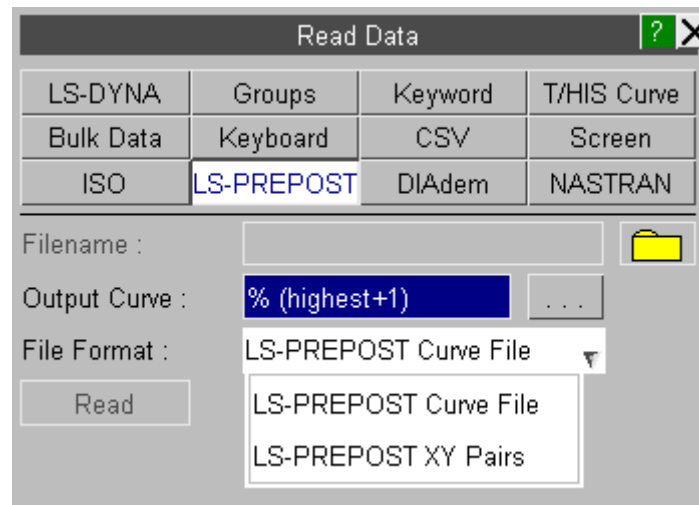 Read Data ? X
LS-DYNA Groups Keyword T/HIS Curve
Bulk Data Keyboard CSV Screen
ISO LS-PREPOST DIAdem NASTRAN
Filename :
Output Curve : % (highest+1) ...
File Format : LS-PREPOST Curve File
Read LS-PREPOST Curve File
LS-PREPOST XY Pairs